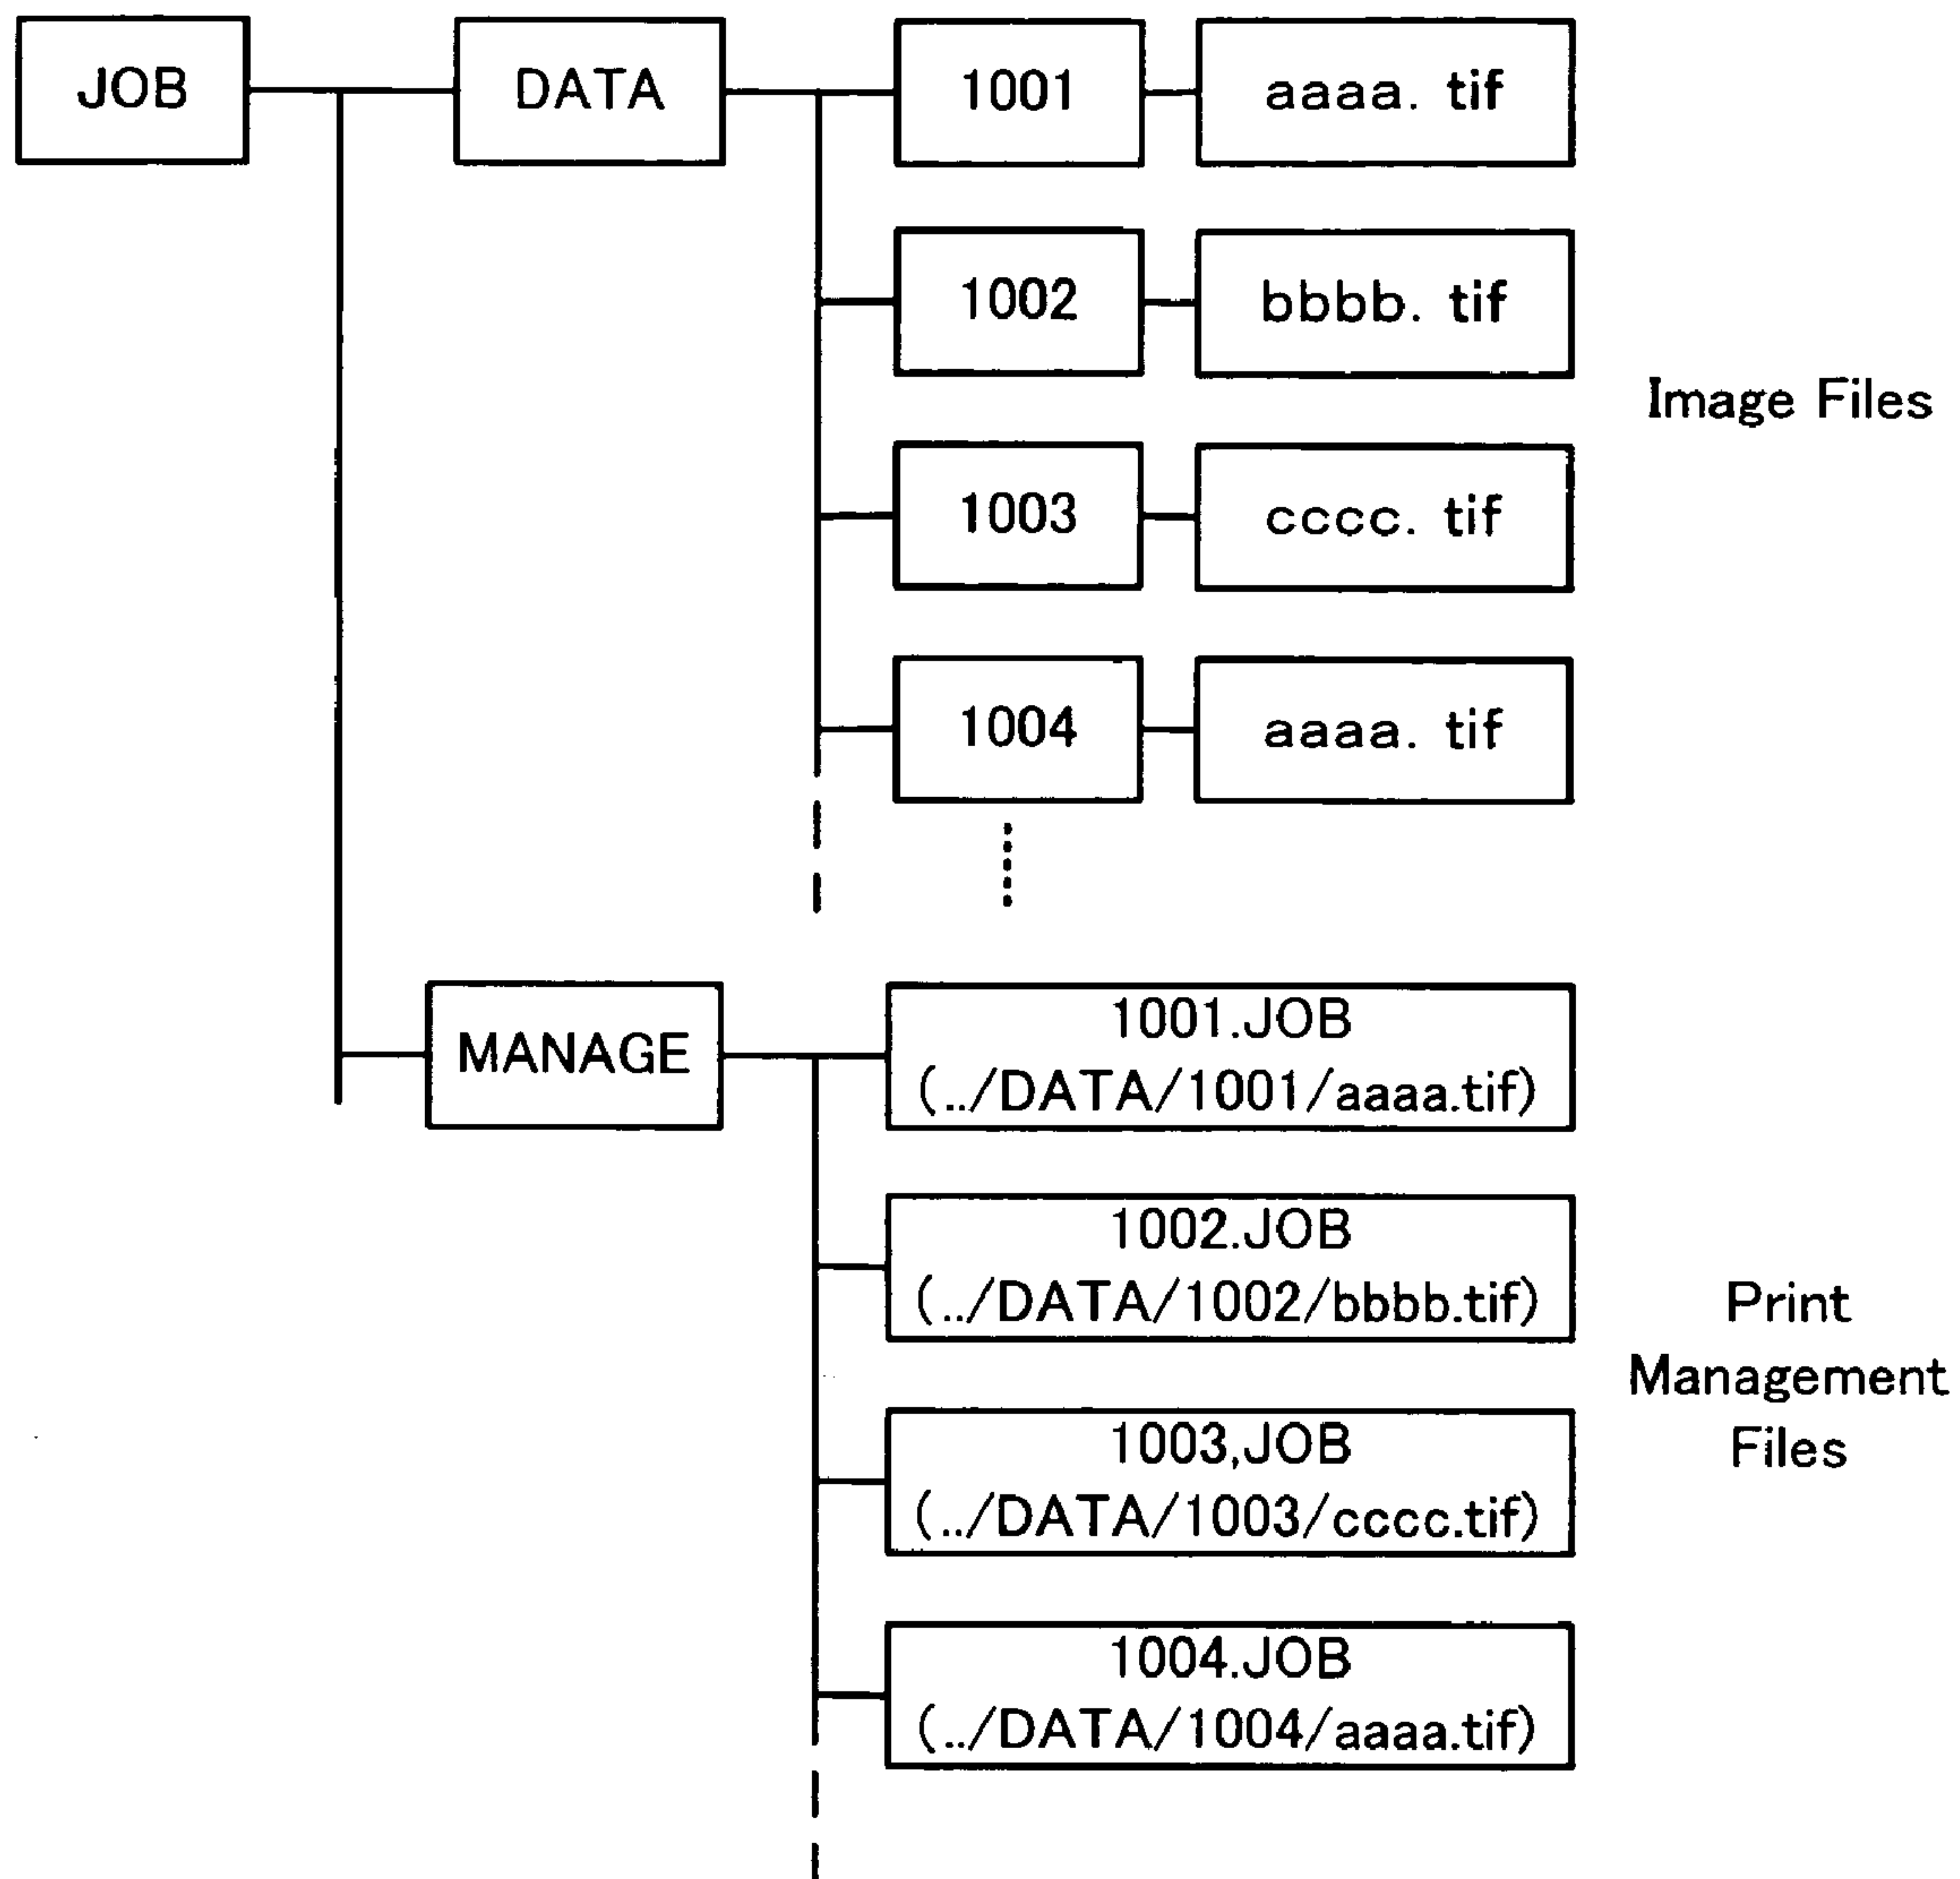 JOB
DATA
1001
aaaa. tif
1002
bbbb. tif
Image Files
1003
cccc. tif
1004
aaaa. tif
MANAGE
1001.JOB
(../DATA/1001/aaaa.tif)
1002.JOB
(../DATA/1002/bbbb.tif)
Print
Management
Files
1003,JOB
(../DATA/1003/cccc.tif)
1004.JOB
(../DATA/1004/aaaa.tif)